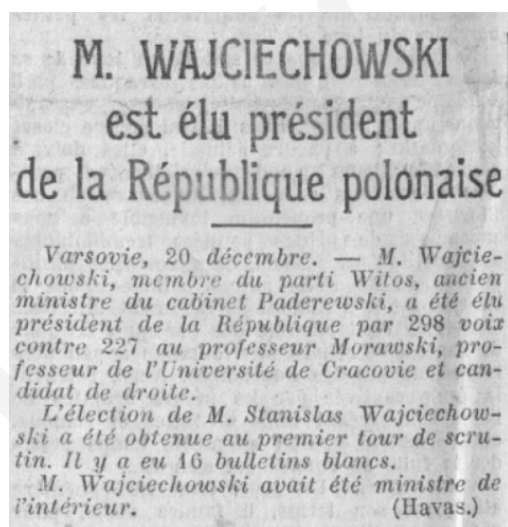 M. WAJCIECHOWSKI
est élu président
de la République polonaise
Varsovie, 20 décembre. — M. Wajcie-
chowski, membre du parti Witos, ancien
ministre du cabinet Paderewski, a été élu
président de la République par 298 voix
contre 227 au professeur Morawski, pro-
fesseur de l'Université de Cracovie et can-
didat de droite.
L'élection de M. Stanislas Wajciechow-
ski a été obtenue au premier tour de scru-
tin. Il y a eu 16 bulletins blancs.
M. Wajciechowski avait été ministre de
l'intérieur. (Havas.)